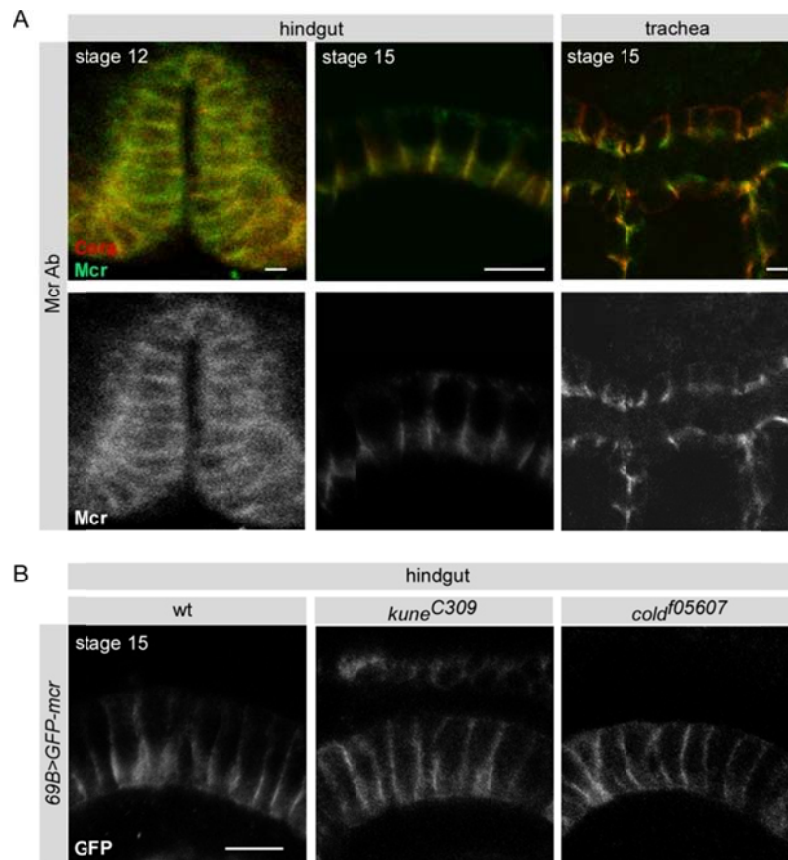 A
hindgut
trachea
stage 12
stage 15
stage 15
Mcr Ab
Cora
Mcr
Mcr
B
hindgut
wt
kune^C309
cold^f05607
stage 15
69B>GFP-mcr
GFP